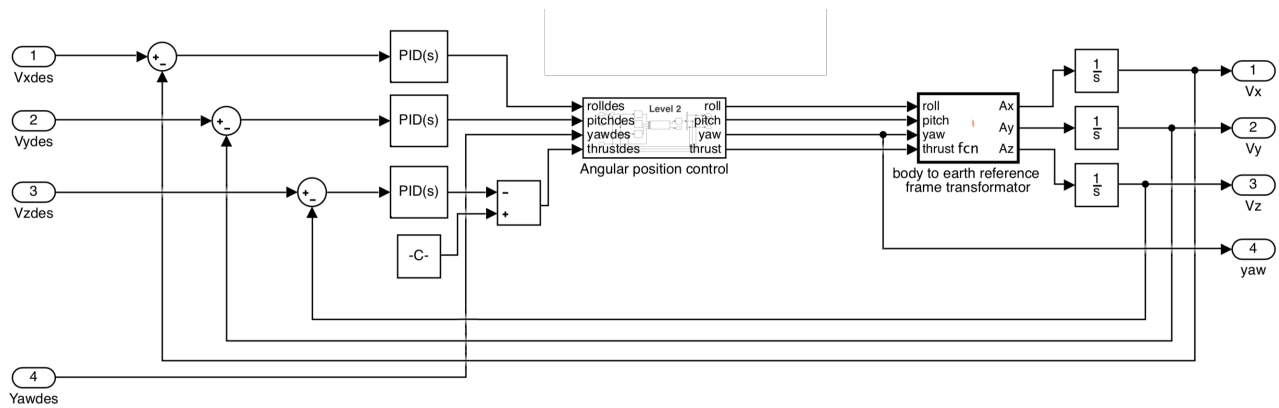 1
Vxdes
+
−
PID(s)
2
Vydes
+
−
PID(s)
3
Vzdes
+
−
PID(s)
−
+
-C-
4
Yawdes
rolldes
pitchdes
yawdes
thrustdes
Level 2
roll
pitch
yaw
thrust
Angular position control
roll
pitch
yaw
thrust
fcn
Ax
Ay
Az
body to earth reference
frame transformator
1
s
1
s
1
s
1
Vx
2
Vy
3
Vz
4
yaw